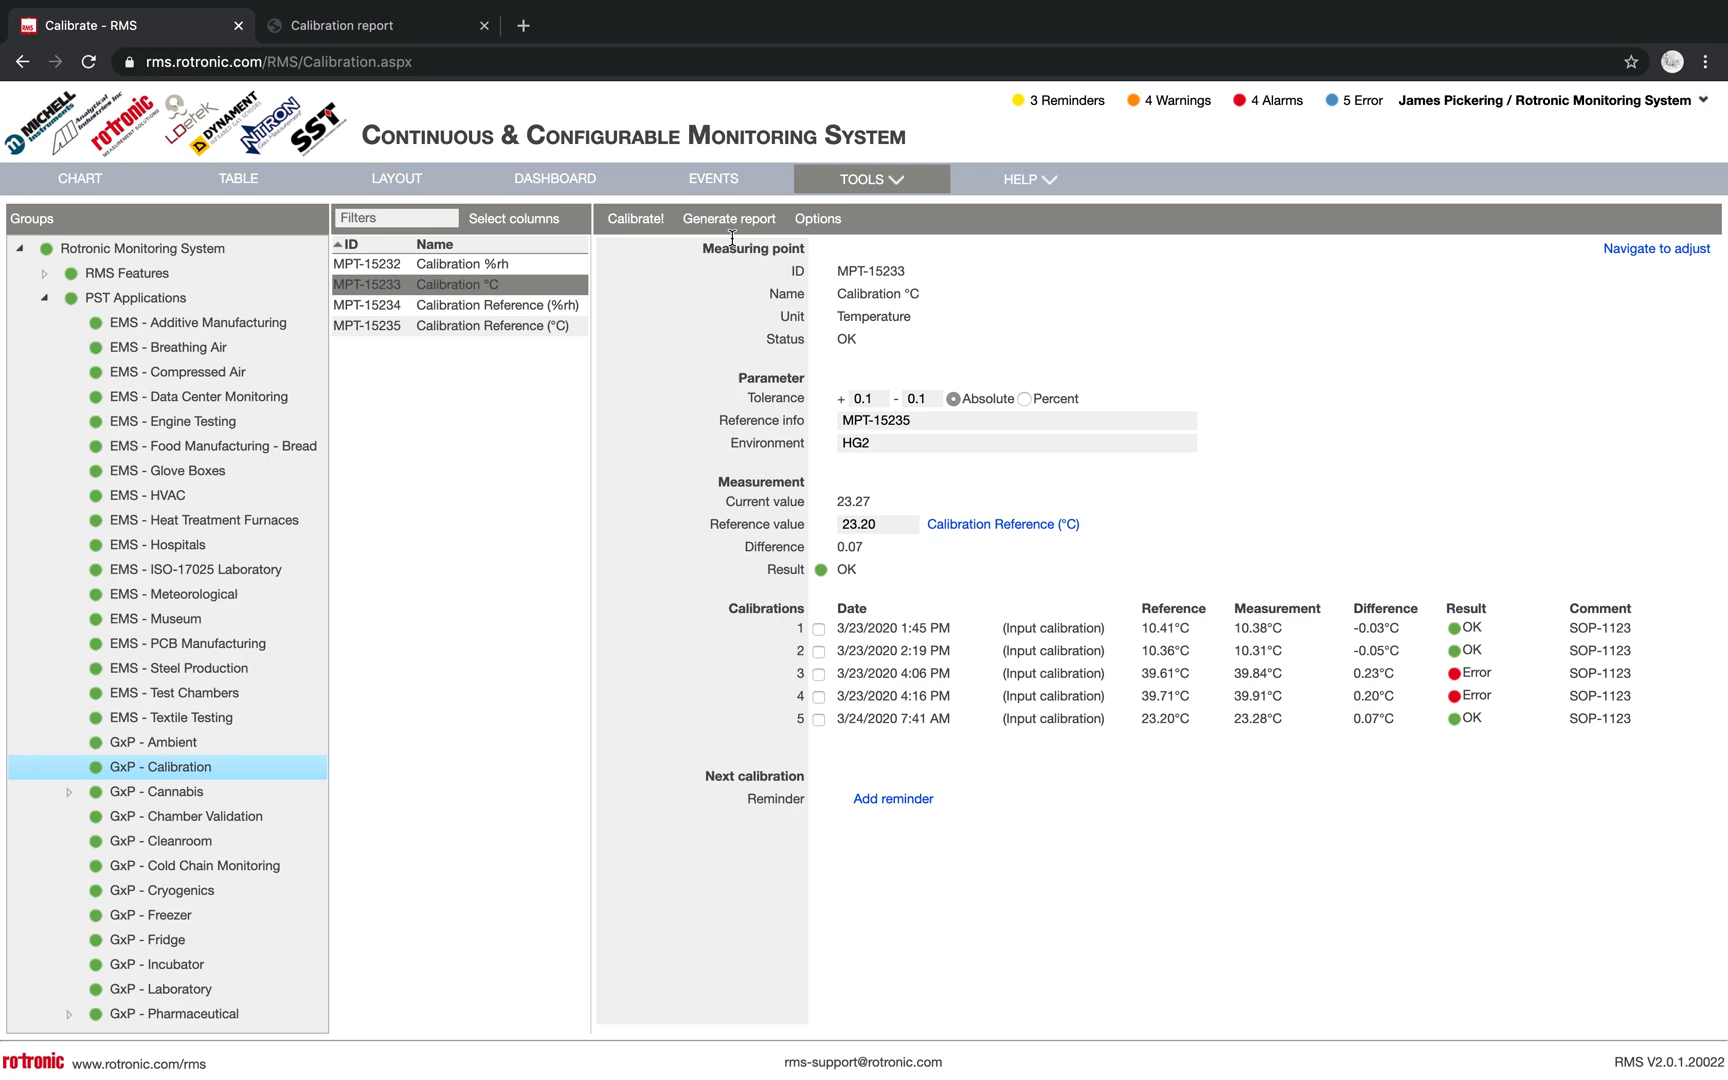 Calibrate - RMS
Calibration report
rms.rotronic.com/RMS/Calibration.aspx
MICHELL Instruments
Analytical Industries Inc
rotronic MEASUREMENT SOLUTIONS
LDetek
DYNAMENT
NTRON
SST
CONTINUOUS & CONFIGURABLE MONITORING SYSTEM
3 Reminders 4 Warnings 4 Alarms 5 Error James Pickering / Rotronic Monitoring System
CHART TABLE LAYOUT DASHBOARD EVENTS TOOLS HELP
Groups
Rotronic Monitoring System
RMS Features
PST Applications
EMS - Additive Manufacturing
EMS - Breathing Air
EMS - Compressed Air
EMS - Data Center Monitoring
EMS - Engine Testing
EMS - Food Manufacturing - Bread
EMS - Glove Boxes
EMS - HVAC
EMS - Heat Treatment Furnaces
EMS - Hospitals
EMS - ISO-17025 Laboratory
EMS - Meteorological
EMS - Museum
EMS - PCB Manufacturing
EMS - Steel Production
EMS - Test Chambers
EMS - Textile Testing
GxP - Ambient
GxP - Calibration
GxP - Cannabis
GxP - Chamber Validation
GxP - Cleanroom
GxP - Cold Chain Monitoring
GxP - Cryogenics
GxP - Freezer
GxP - Fridge
GxP - Incubator
GxP - Laboratory
GxP - Pharmaceutical
Filters Select columns
ID Name
MPT-15232 Calibration %rh
MPT-15233 Calibration °C
MPT-15234 Calibration Reference (%rh)
MPT-15235 Calibration Reference (°C)
Calibrate! Generate report Options
Measuring point Navigate to adjust
ID MPT-15233
Name Calibration °C
Unit Temperature
Status OK
Parameter
Tolerance + 0.1 - 0.1 Absolute Percent
Reference info MPT-15235
Environment HG2
Measurement
Current value 23.27
Reference value 23.20 Calibration Reference (°C)
Difference 0.07
Result OK
Calibrations Date Reference Measurement Difference Result Comment
1 3/23/2020 1:45 PM (Input calibration) 10.41°C 10.38°C -0.03°C OK SOP-1123
2 3/23/2020 2:19 PM (Input calibration) 10.36°C 10.31°C -0.05°C OK SOP-1123
3 3/23/2020 4:06 PM (Input calibration) 39.61°C 39.84°C 0.23°C Error SOP-1123
4 3/23/2020 4:16 PM (Input calibration) 39.71°C 39.91°C 0.20°C Error SOP-1123
5 3/24/2020 7:41 AM (Input calibration) 23.20°C 23.28°C 0.07°C OK SOP-1123
Next calibration
Reminder Add reminder
rotronic www.rotronic.com/rms rms-support@rotronic.com RMS V2.0.1.20022